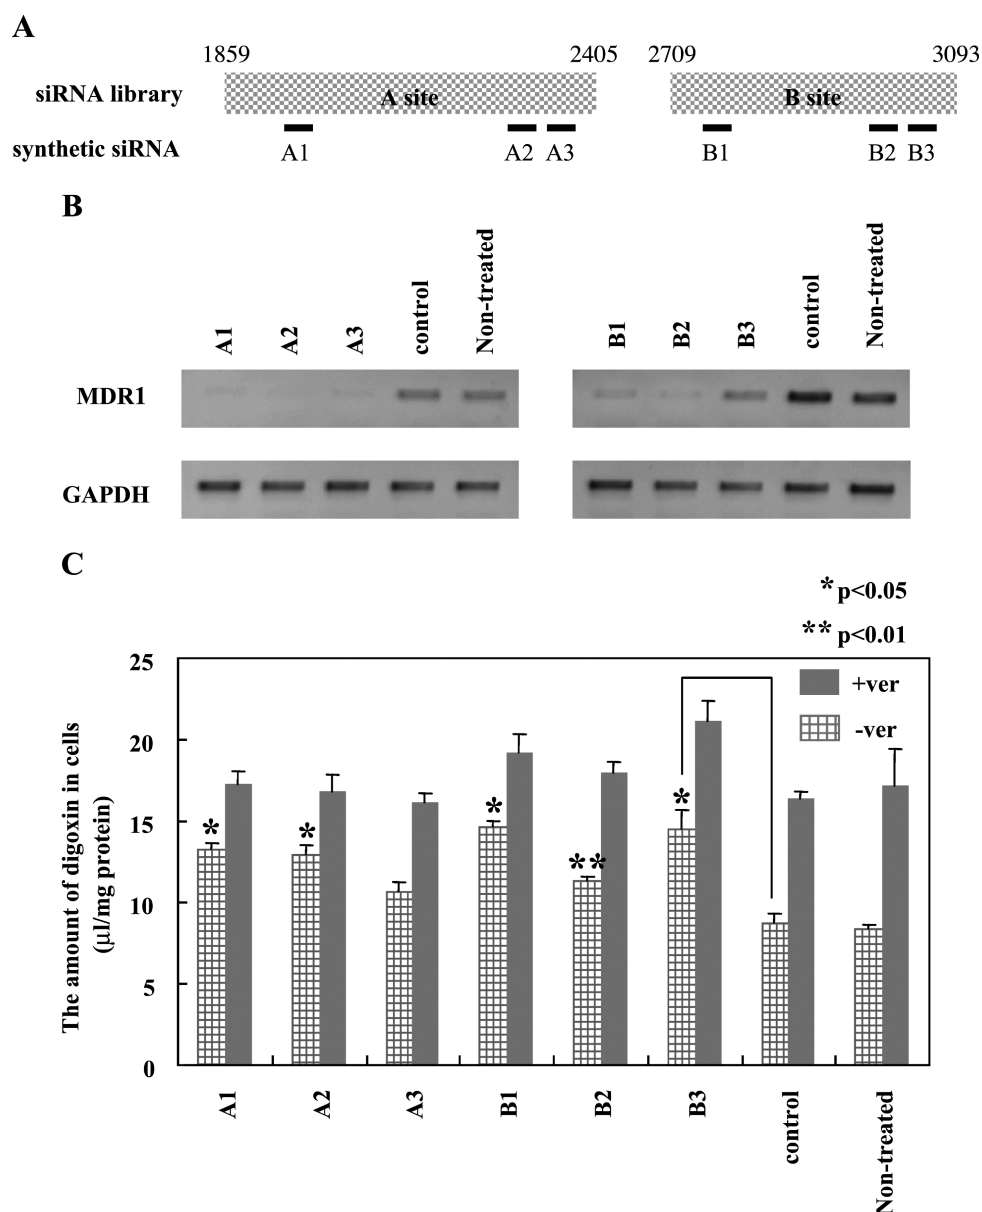 A
1859 2405 2709 3093
siRNA library A site B site
synthetic siRNA A1 A2 A3 B1 B2 B3
B
A1 A2 A3 control Non-treated B1 B2 B3 control Non-treated
MDR1
GAPDH
C
* p<0.05
** p<0.01
+ver
-ver
The amount of digoxin in cells
(µl/mg protein)
25
20
15
10
5
0
* * * ** *
A1 A2 A3 B1 B2 B3 control Non-treated